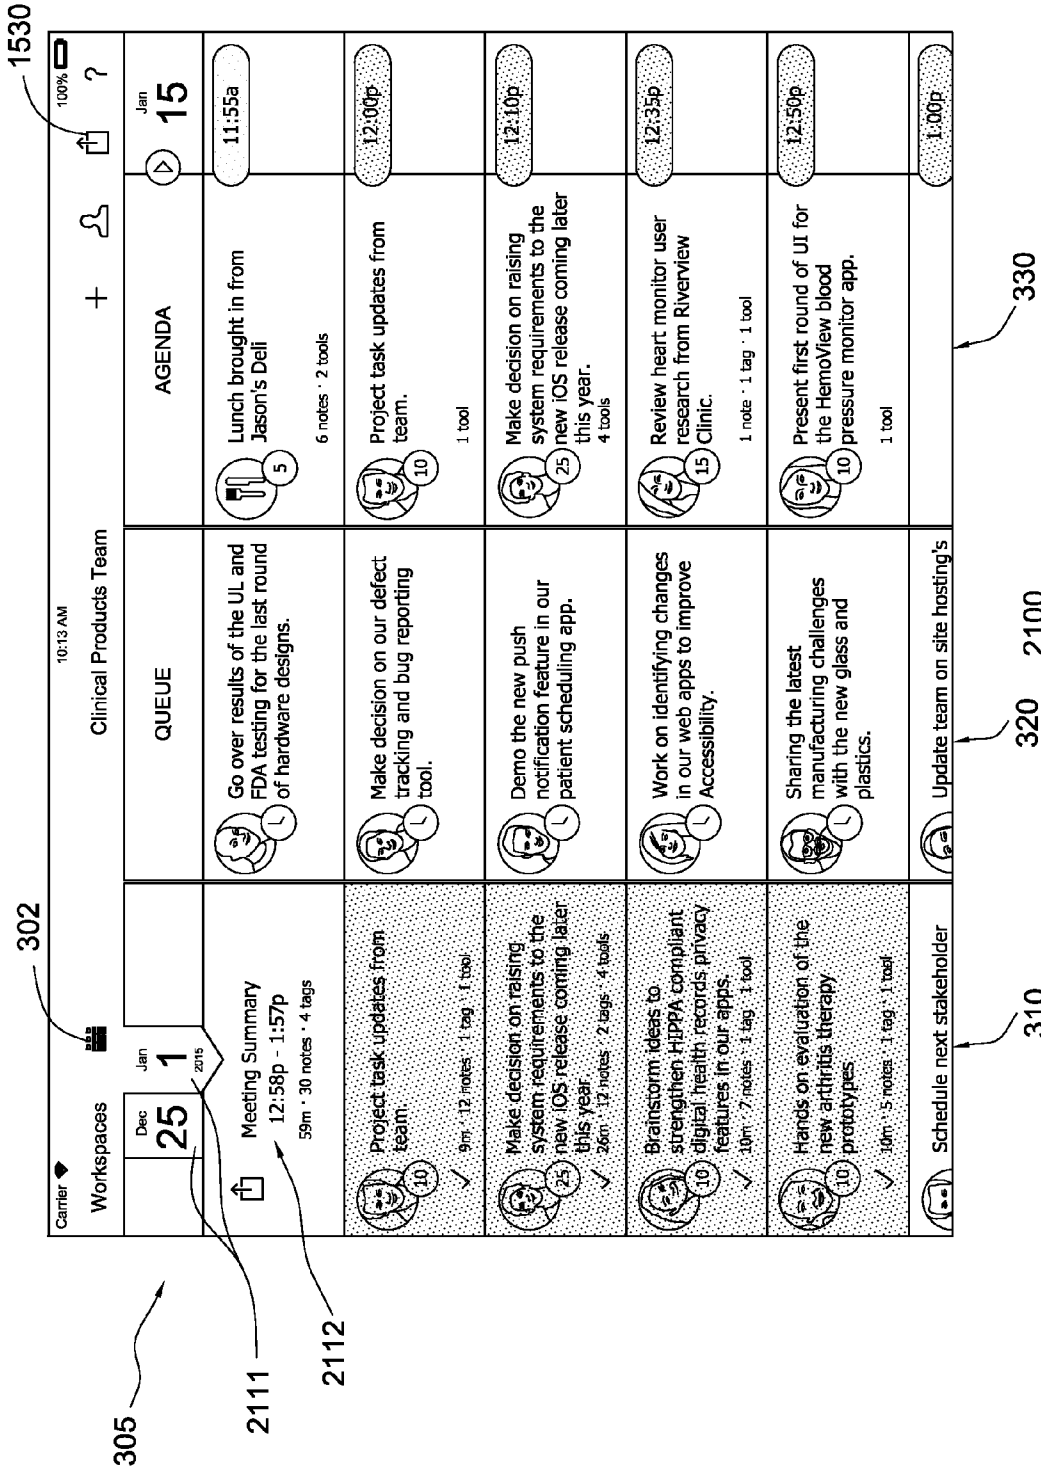 305
302
1530
Carrier
10:13 AM
100%
Workspaces
Clinical Products Team
+
?
Dec
25
Jan
1
2015
QUEUE
AGENDA
Jan
15
Meeting Summary
12:58p - 1:57p
59m · 30 notes · 4 tags
Project task updates from
team.
10
9m · 12 notes · 1 tag · 1 tool
Make decision on raising
system requirements to the
new iOS release coming later
this year.
25
26m · 12 notes · 2 tags · 4 tools
Brainstorm ideas to
strengthen HIPPA compliant
digital health records privacy
features in our apps.
10
10m · 7 notes · 1 tag · 1 tool
Hands on evaluation of the
new arthritis therapy
prototypes
10
10m · 5 notes · 1 tag · 1 tool
Schedule next stakeholder
Go over results of the UL and
FDA testing for the last round
of hardware designs.
Make decision on our defect
tracking and bug reporting
tool.
Demo the new push
notification feature in our
patient scheduling app.
Work on identifying changes
in our web apps to improve
Accessibility.
Sharing the latest
manufacturing challenges
with the new glass and
plastics.
Update team on site hosting's
Lunch brought in from
Jason's Deli
5
6 notes · 2 tools
11:55a
Project task updates from
team.
10
1 tool
12:00p
Make decision on raising
system requirements to the
new iOS release coming later
this year.
25
4 tools
12:10p
Review heart monitor user
research from Riverview
Clinic.
15
1 note · 1 tag · 1 tool
12:35p
Present first round of UI for
the HemoView blood
pressure monitor app.
10
1 tool
12:50p
1:00p
2111
2112
310
320
2100
330